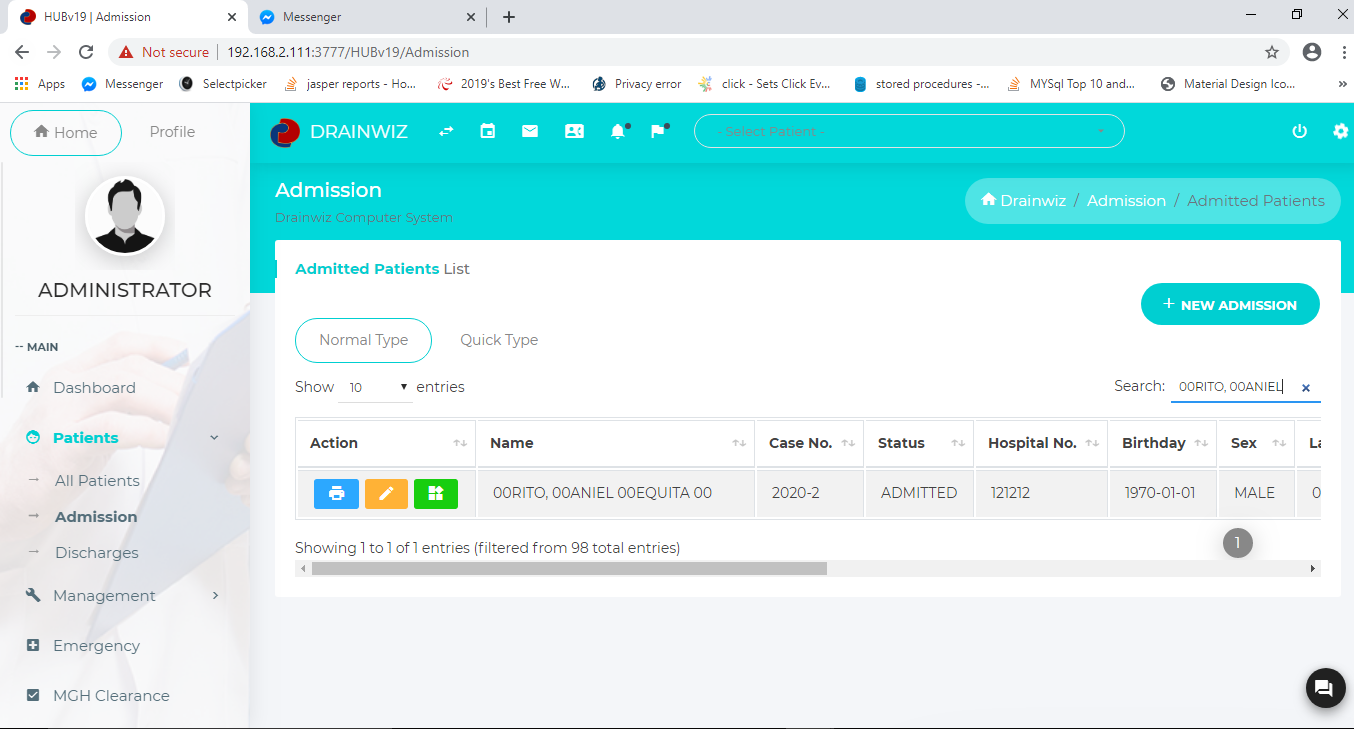 HUBv19 | Admission
Messenger
Not secure
192.168.2.111:3777/HUBv19/Admission
Apps
Messenger
Selectpicker
jasper reports - Ho...
2019's Best Free W...
Privacy error
click - Sets Click Ev...
stored procedures -...
MYSql Top 10 and...
Material Design Ico...
»
Home
Profile
DRAINWIZ
- Select Patient -
Admission
Drainwiz Computer System
Drainwiz / Admission / Admitted Patients
ADMINISTRATOR
-- MAIN
Dashboard
Patients
All Patients
Admission
Discharges
Management
Emergency
MGH Clearance
Admitted Patients List
+ NEW ADMISSION
Normal Type
Quick Type
Show 10 entries
Search: 00RITO, 00ANIEL
Action Name Case No. Status Hospital No. Birthday Sex La
00RITO, 00ANIEL 00EQUITA 00 2020-2 ADMITTED 121212 1970-01-01 MALE 0
Showing 1 to 1 of 1 entries (filtered from 98 total entries)
1